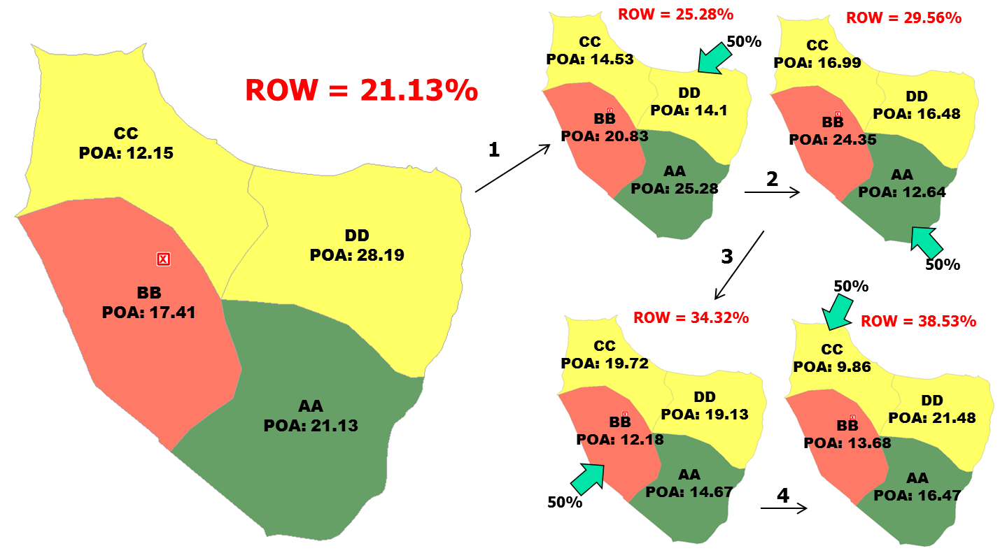 ROW = 21.13%
CC
POA: 12.15
DD
POA: 28.19
X
BB
POA: 17.41
AA
POA: 21.13
1
ROW = 25.28%
50%
CC
POA: 14.53
DD
POA: 14.1
X
BB
POA: 20.83
AA
POA: 25.28
2
ROW = 29.56%
CC
POA: 16.99
DD
POA: 16.48
X
BB
POA: 24.35
AA
POA: 12.64
50%
3
ROW = 34.32%
CC
POA: 19.72
DD
POA: 19.13
X
BB
POA: 12.18
AA
POA: 14.67
50%
4
50%
ROW = 38.53%
CC
POA: 9.86
DD
POA: 21.48
X
BB
POA: 13.68
AA
POA: 16.47